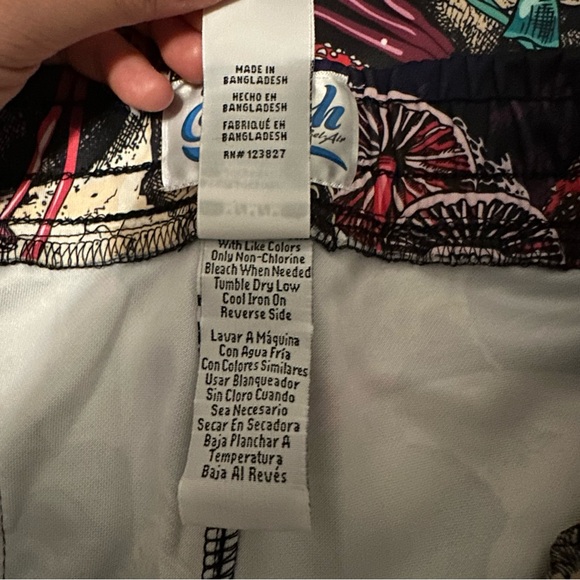 MADE IN
BANGLADESH
HECHO EN
BANGLADESH
FABRIQUÉ EN
BANGLADESH
RN# 123827
With Like Colors
Only Non-Chlorine
Bleach When Needed
Tumble Dry Low
Cool Iron On
Reverse Side
Lavar A Máquina
Con Agua Fría
Con Colores Similares
Usar Blanqueador
Sin Cloro Cuando
Sea Necesario
Secar En Secadora
Baja Planchar A
Temperatura
Baja Al Revés